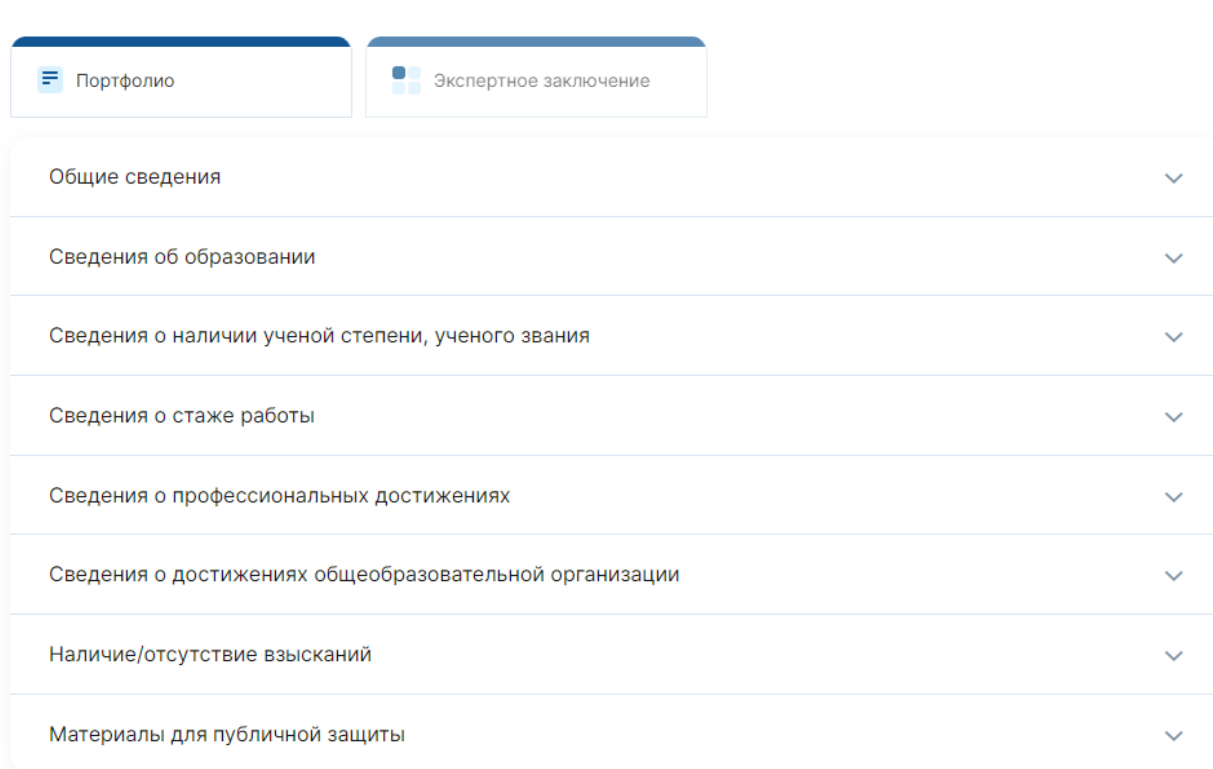 Портфолио
Экспертное заключение
Общие сведения
Сведения об образовании
Сведения о наличии ученой степени, ученого звания
Сведения о стаже работы
Сведения о профессиональных достижениях
Сведения о достижениях общеобразовательной организации
Наличие/отсутствие взысканий
Материалы для публичной защиты